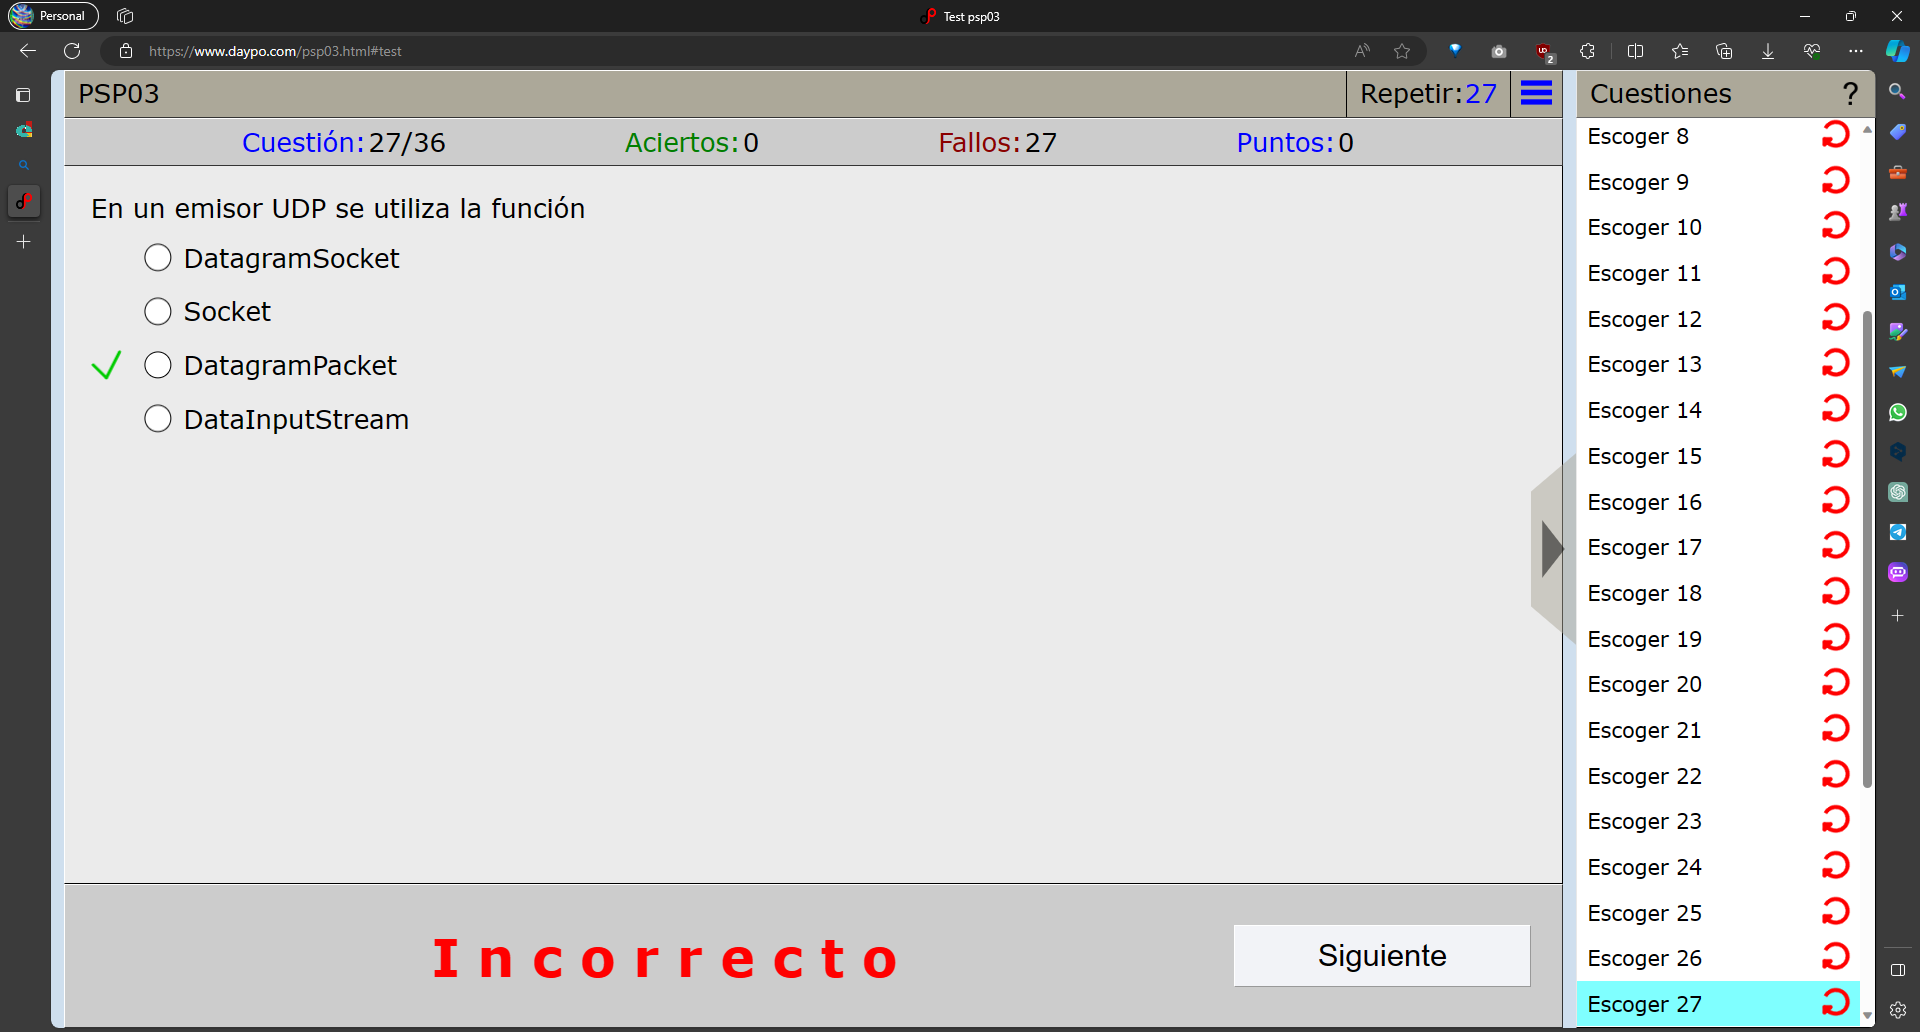 Personal
Test psp03
https://www.daypo.com/psp03.html#test
2
PSP03
Repetir:27
Cuestiones
?
Cuestión:27/36
Aciertos:0
Fallos:27
Puntos:0
En un emisor UDP se utiliza la función
DatagramSocket
Socket
DatagramPacket
DataInputStream
Incorrecto
Siguiente
Escoger 8
Escoger 9
Escoger 10
Escoger 11
Escoger 12
Escoger 13
Escoger 14
Escoger 15
Escoger 16
Escoger 17
Escoger 18
Escoger 19
Escoger 20
Escoger 21
Escoger 22
Escoger 23
Escoger 24
Escoger 25
Escoger 26
Escoger 27